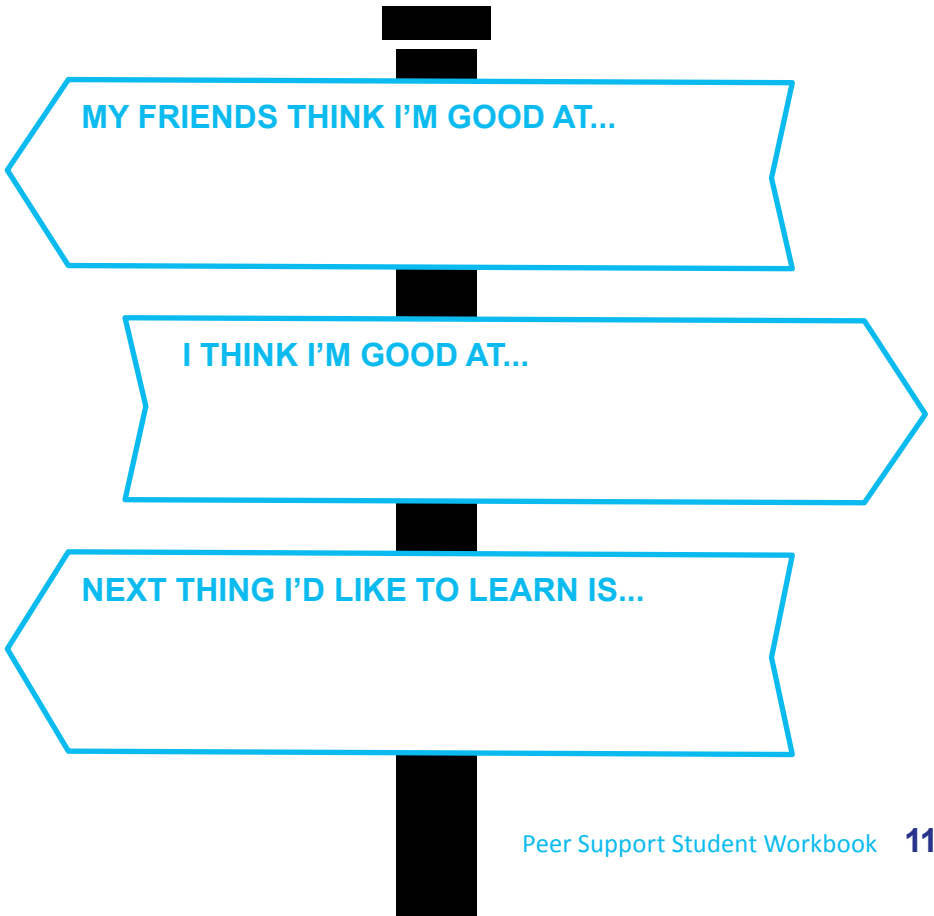 MY FRIENDS THINK I’M GOOD AT...
I THINK I’M GOOD AT...
NEXT THING I’D LIKE TO LEARN IS...
Peer Support Student Workbook 11